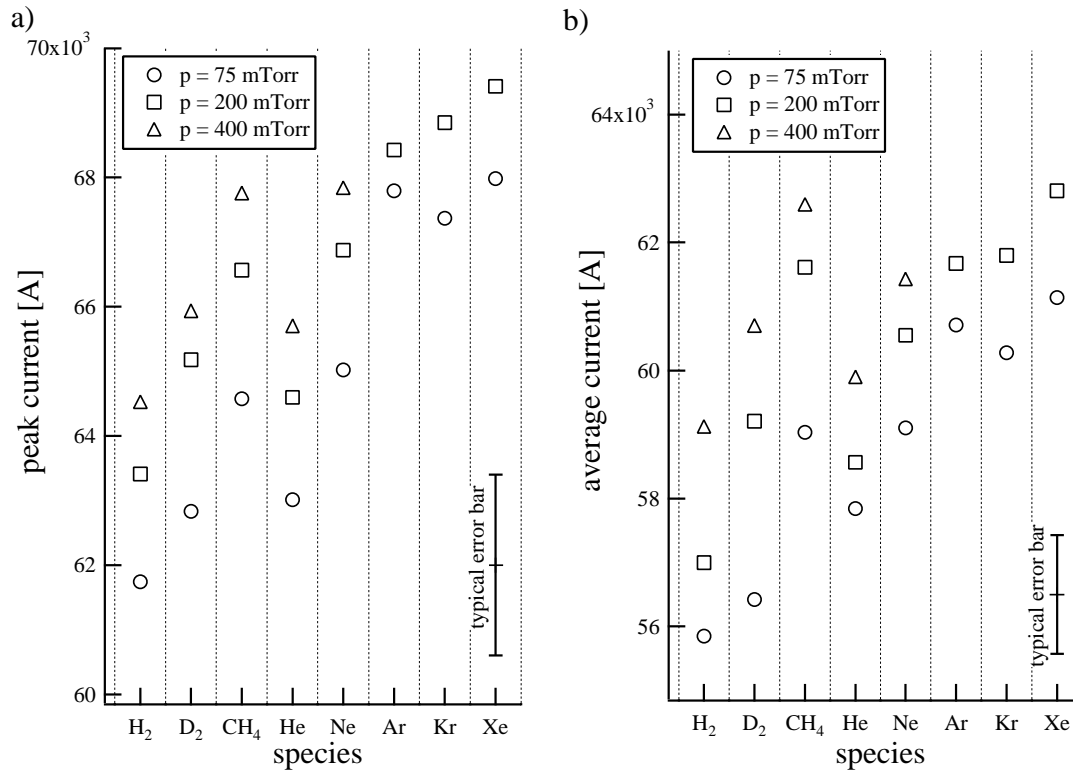 a)
70x10³
p = 75 mTorr
p = 200 mTorr
p = 400 mTorr
68
66
64
62
60
peak current [A]
typical error bar
H₂ D₂ CH₄ He Ne Ar Kr Xe
species
b)
64x10³
p = 75 mTorr
p = 200 mTorr
p = 400 mTorr
62
60
58
56
average current [A]
typical error bar
H₂ D₂ CH₄ He Ne Ar Kr Xe
species